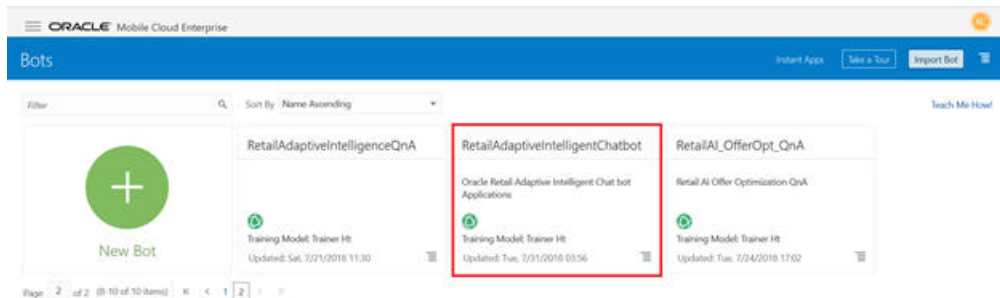 ORACLE Mobile Cloud Enterprise
Bots
Instant Apps
Take a Tour
Import Bot
Filter
Sort By Name Ascending
Teach Me How!
New Bot
RetailAdaptiveIntelligenceQnA
Training Model: Trainer Ht
Updated: Sat, 7/21/2018 11:30
RetailAdaptiveIntelligentChatbot
Oracle Retail Adaptive Intelligent Chat bot
Applications
Training Model: Trainer Ht
Updated: Tue, 7/31/2018 03:56
RetailAI_OfferOpt_QnA
Retail AI Offer Optimization QnA
Training Model: Trainer Ht
Updated: Tue, 7/24/2018 17:02
Page 2 of 2 (8-10 of 10 items) K < 1 2